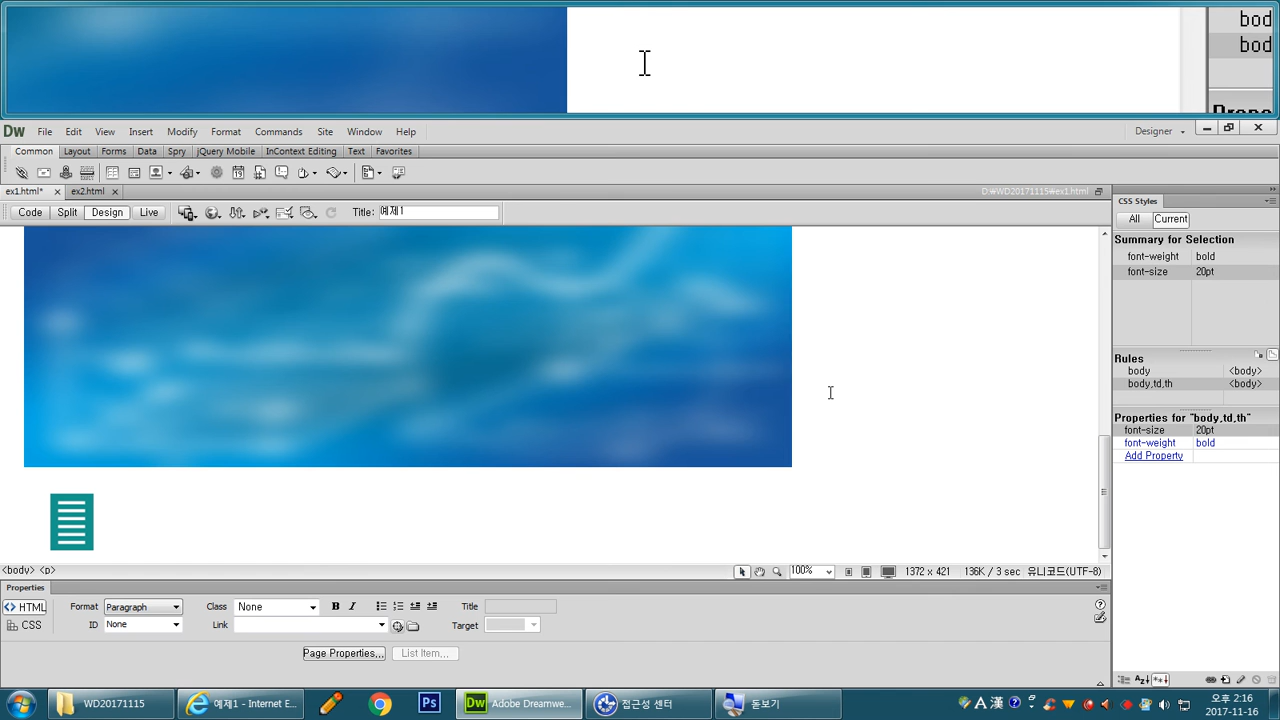 bod
bod
Prope
Dw File Edit View Insert Modify Format Commands Site Window Help Designer
Common Layout Forms Data Spry jQuery Mobile InContext Editing Text Favorites
ex1.html* ex2.html D:\WD20171115\ex1.html
Code Split Design Live Title: 예제1
CSS Styles
All Current
Summary for Selection
font-weight bold
font-size 20pt
Rules
body <body>
body,td,th <body>
Properties for "body,td,th"
font-size 20pt
font-weight bold
Add Property
<body> <p> 100% 1372 x 421 136K / 3 sec 유니코드(UTF-8)
Properties
<> HTML Format Paragraph Class None B I Title
CSS ID None Link Target
Page Properties... List Item...
WD20171115 예제1 - Internet E... Ps Dw Adobe Dreamwe... 접근성 센터 돋보기 A 漢 오후 2:16
2017-11-16